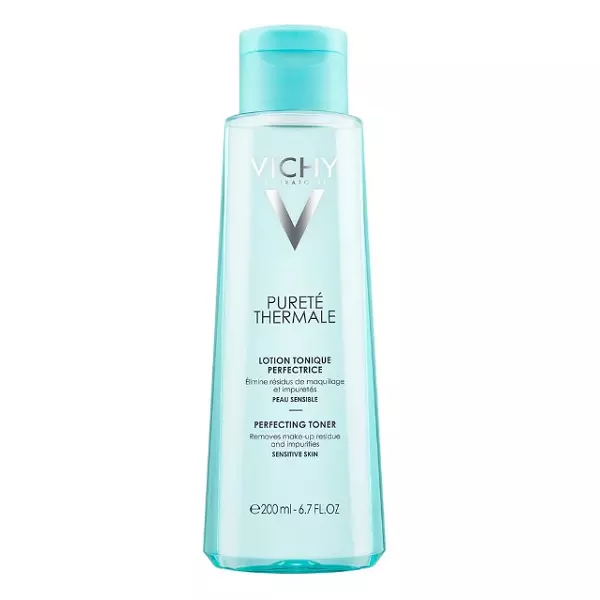 VICHY
LABORATOIRES
V
PURETÉ
THERMALE
LOTION TONIQUE
PERFECTRICE
Élimine résidus de maquillage
et impuretés
PEAU SENSIBLE
PERFECTING TONER
Removes make-up residue
and impurities
SENSITIVE SKIN
℮200 ml - 6.7 FL.OZ